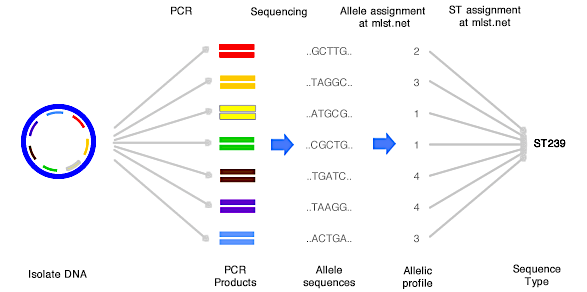 PCR
Sequencing
Allele assignment
at mlst.net
ST assignment
at mlst.net
..GCTTG..
2
..TAGGC..
3
..ATGCG..
1
..CGCTG..
1
ST239
..TGATC..
4
..TAAGG..
4
..ACTGA..
3
Isolate DNA
PCR
Products
Allele
sequences
Allelic
profile
Sequence
Type